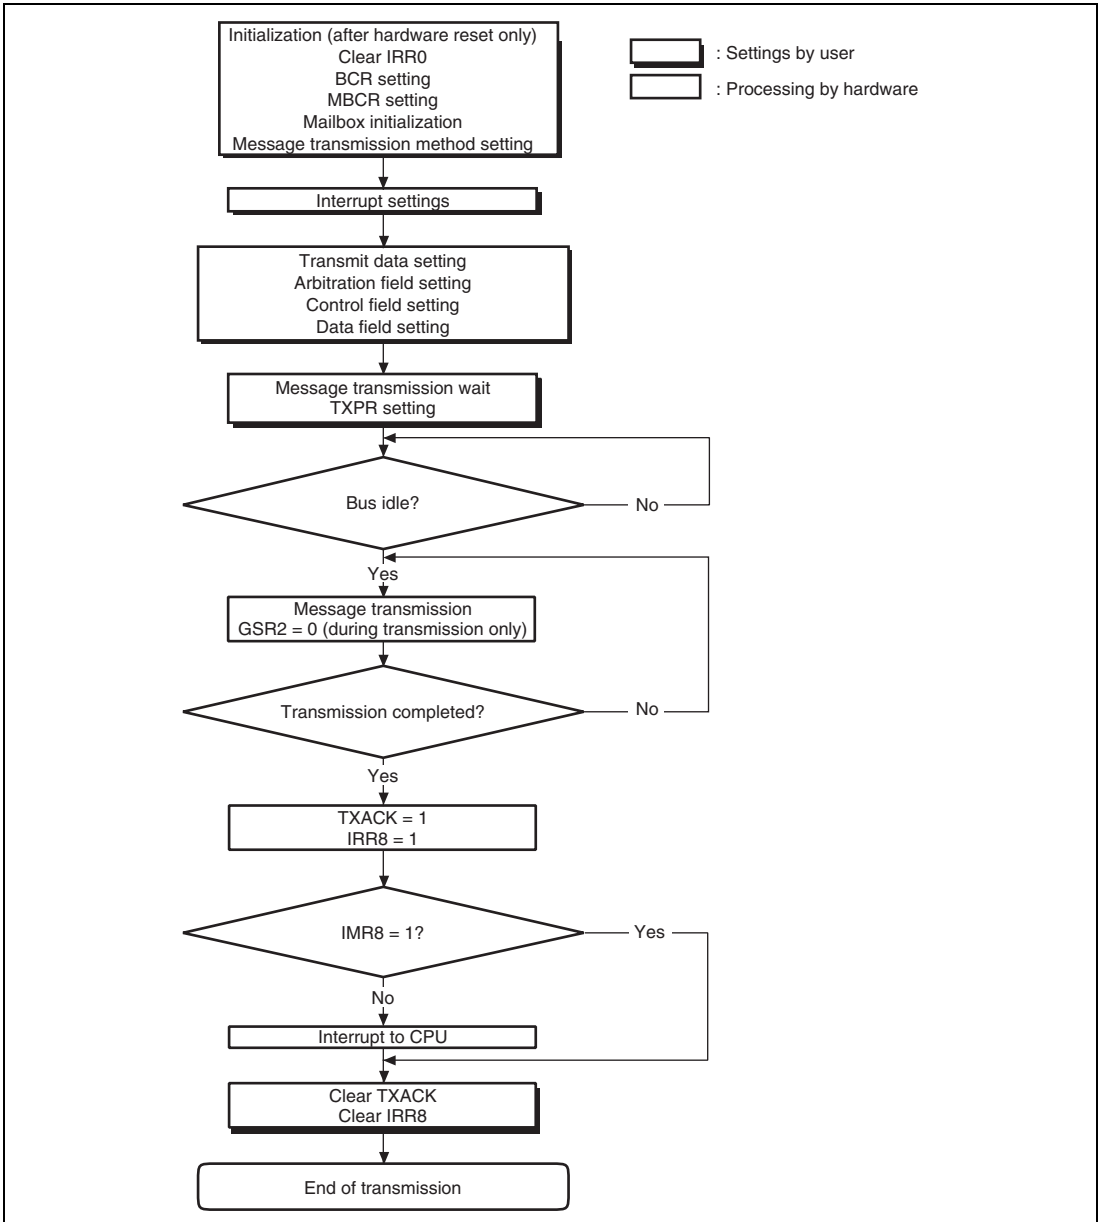 Initialization (after hardware reset only)
Clear IRR0
BCR setting
MBCR setting
Mailbox initialization
Message transmission method setting
: Settings by user
: Processing by hardware
Interrupt settings
Transmit data setting
Arbitration field setting
Control field setting
Data field setting
Message transmission wait
TXPR setting
Bus idle?
No
Yes
Message transmission
GSR2 = 0 (during transmission only)
Transmission completed?
No
Yes
TXACK = 1
IRR8 = 1
IMR8 = 1?
Yes
No
Interrupt to CPU
Clear TXACK
Clear IRR8
End of transmission